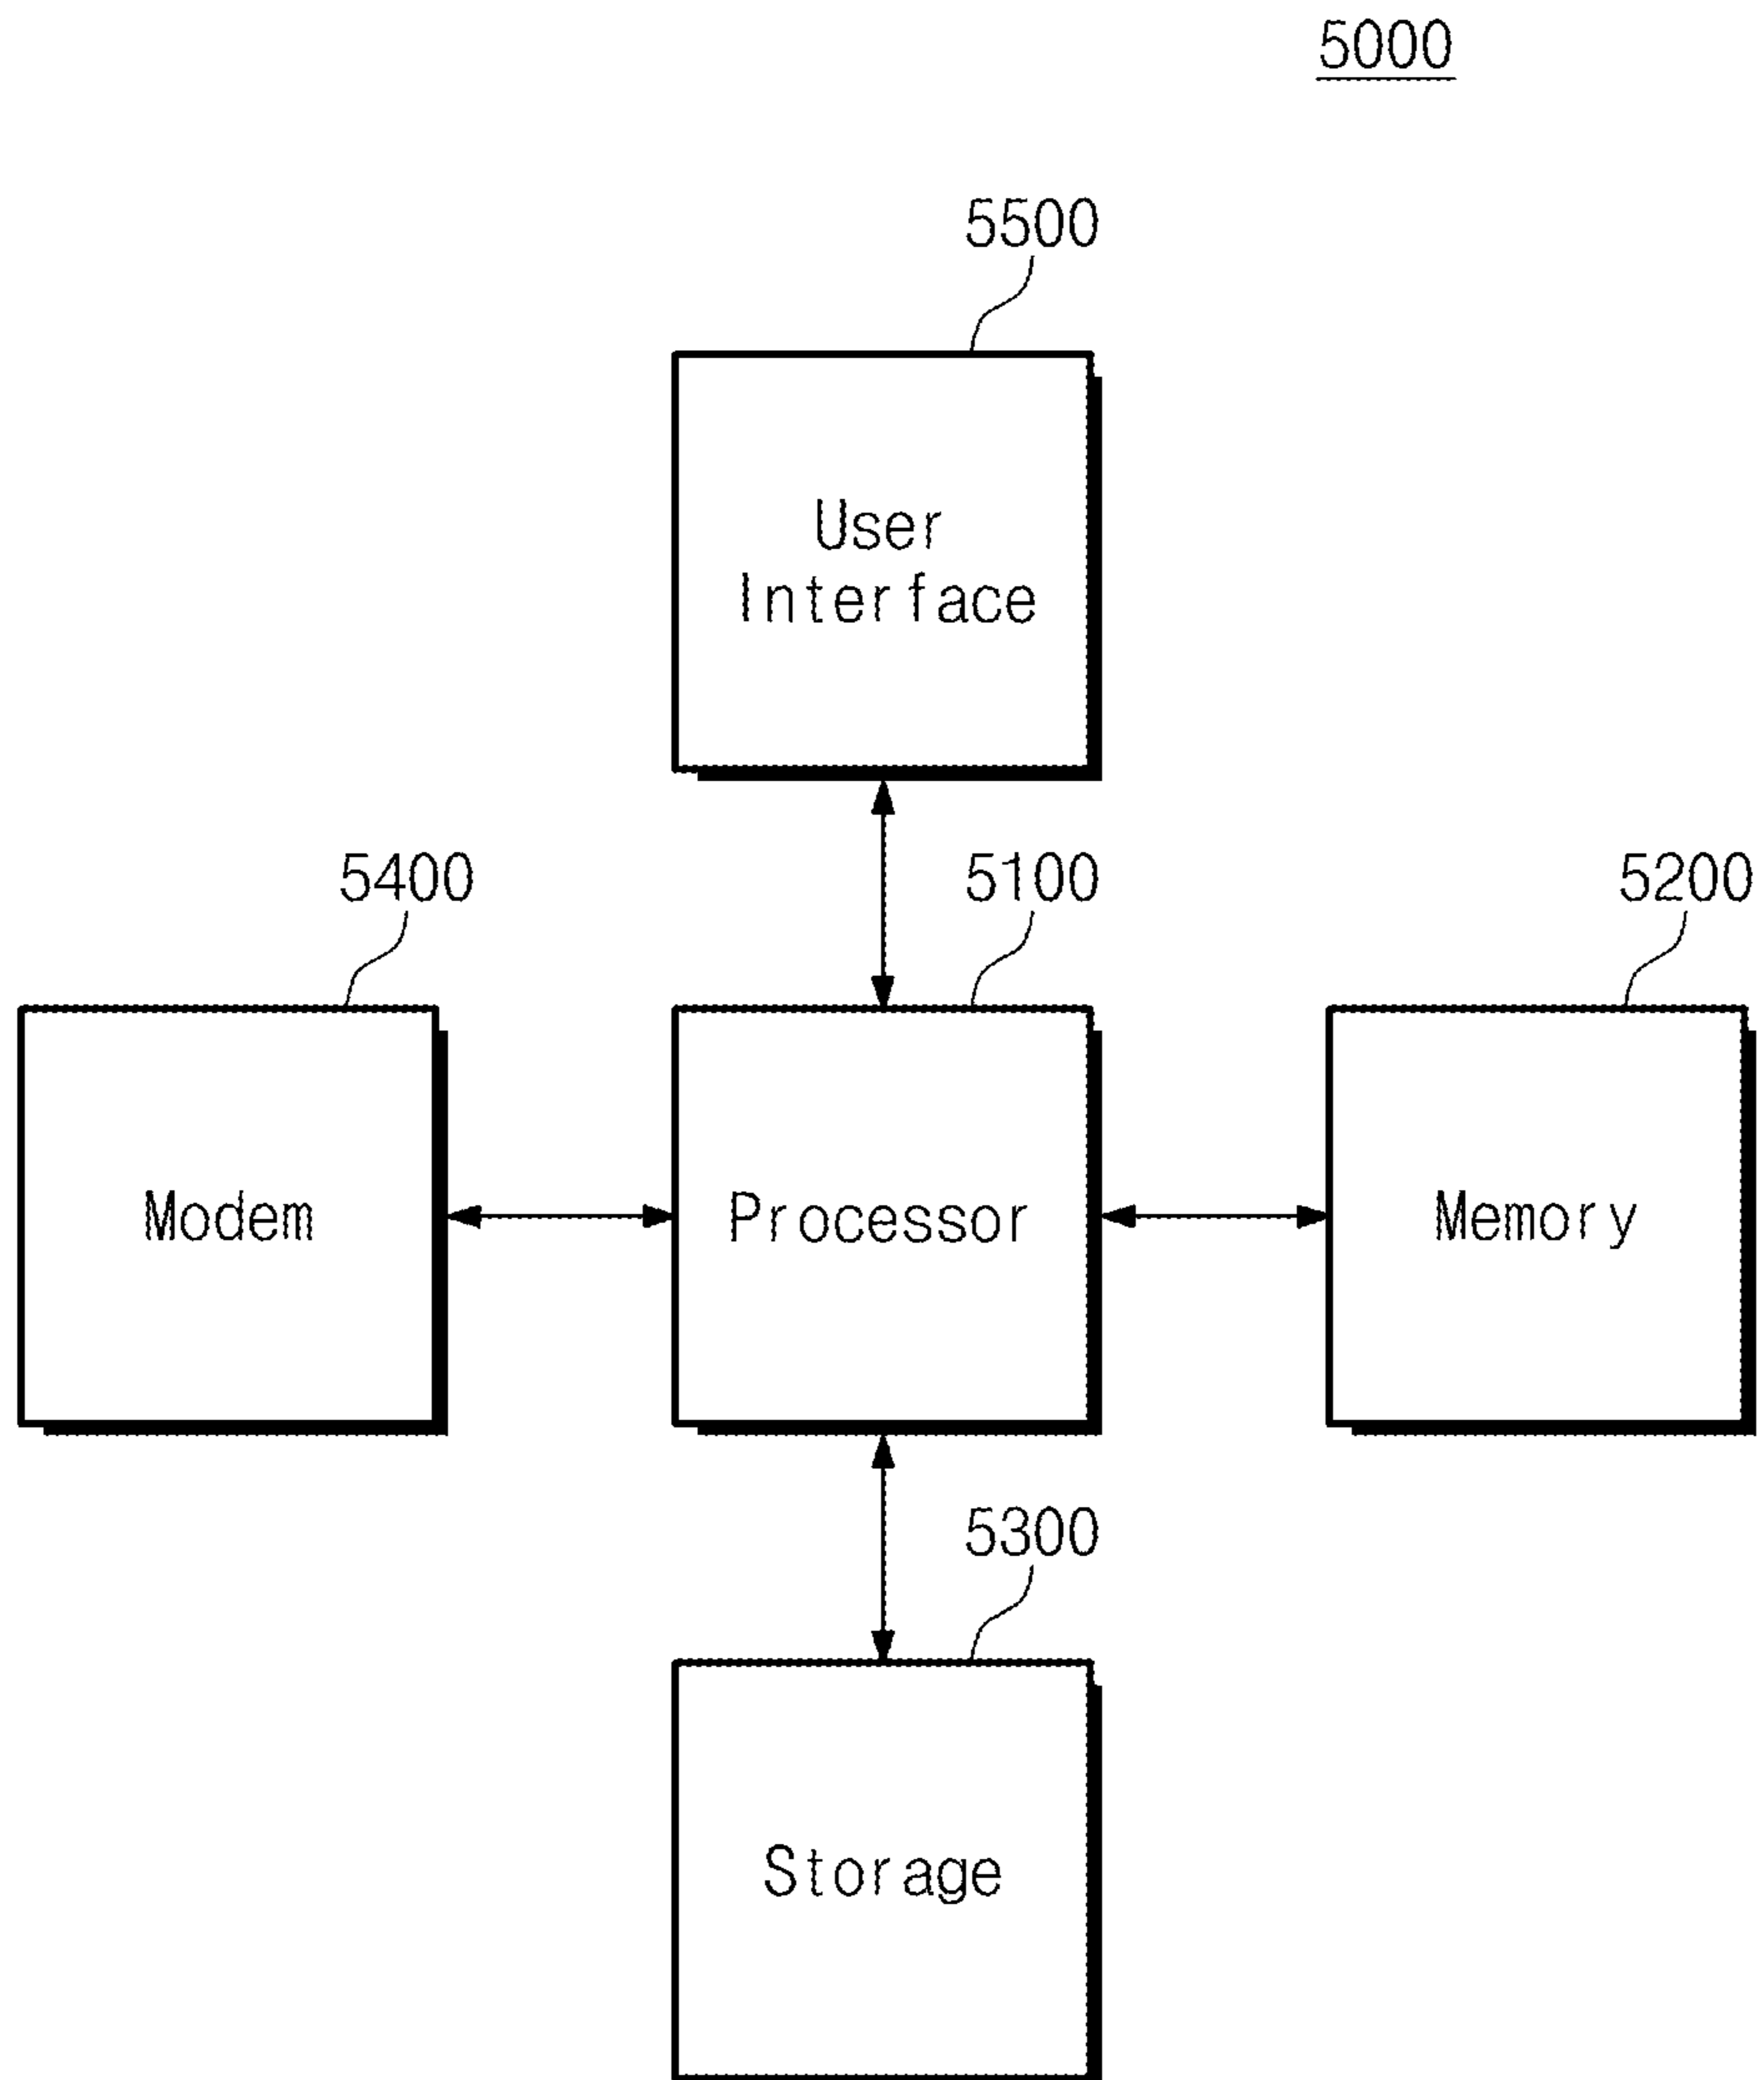 5000
5500
User
Interface
5400
5100
5200
Modem
Processor
Memory
5300
Storage